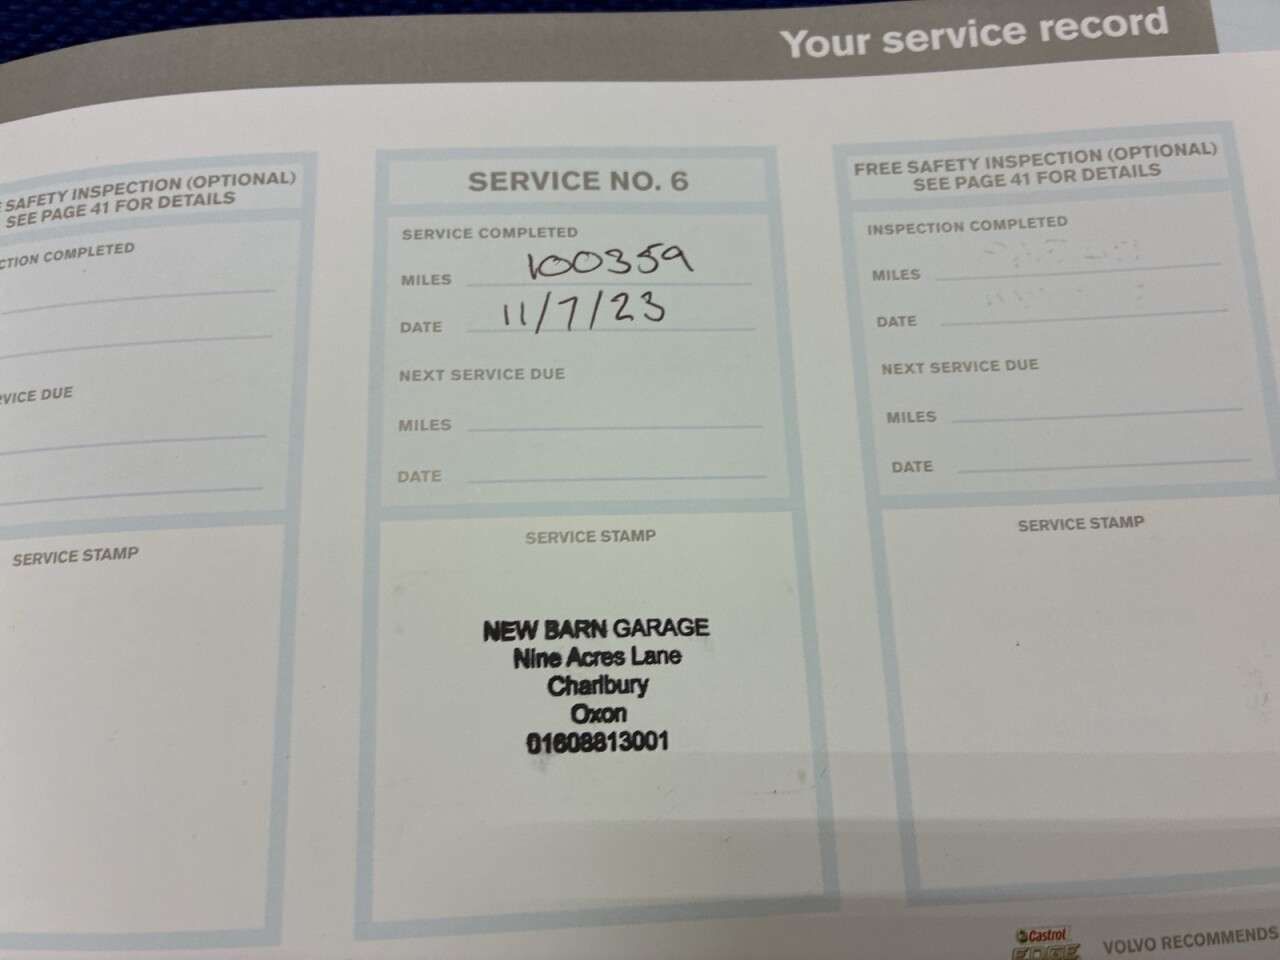 Your service record
SAFETY INSPECTION (OPTIONAL)
SEE PAGE 41 FOR DETAILS
CTION COMPLETED
VICE DUE
SERVICE STAMP
SERVICE NO. 6
SERVICE COMPLETED
MILES 100359
DATE 11/7/23
NEXT SERVICE DUE
MILES
DATE
SERVICE STAMP
NEW BARN GARAGE
Nine Acres Lane
Charlbury
Oxon
01608813001
FREE SAFETY INSPECTION (OPTIONAL)
SEE PAGE 41 FOR DETAILS
INSPECTION COMPLETED
MILES
DATE
NEXT SERVICE DUE
MILES
DATE
SERVICE STAMP
Castrol
EDGE
VOLVO RECOMMENDS